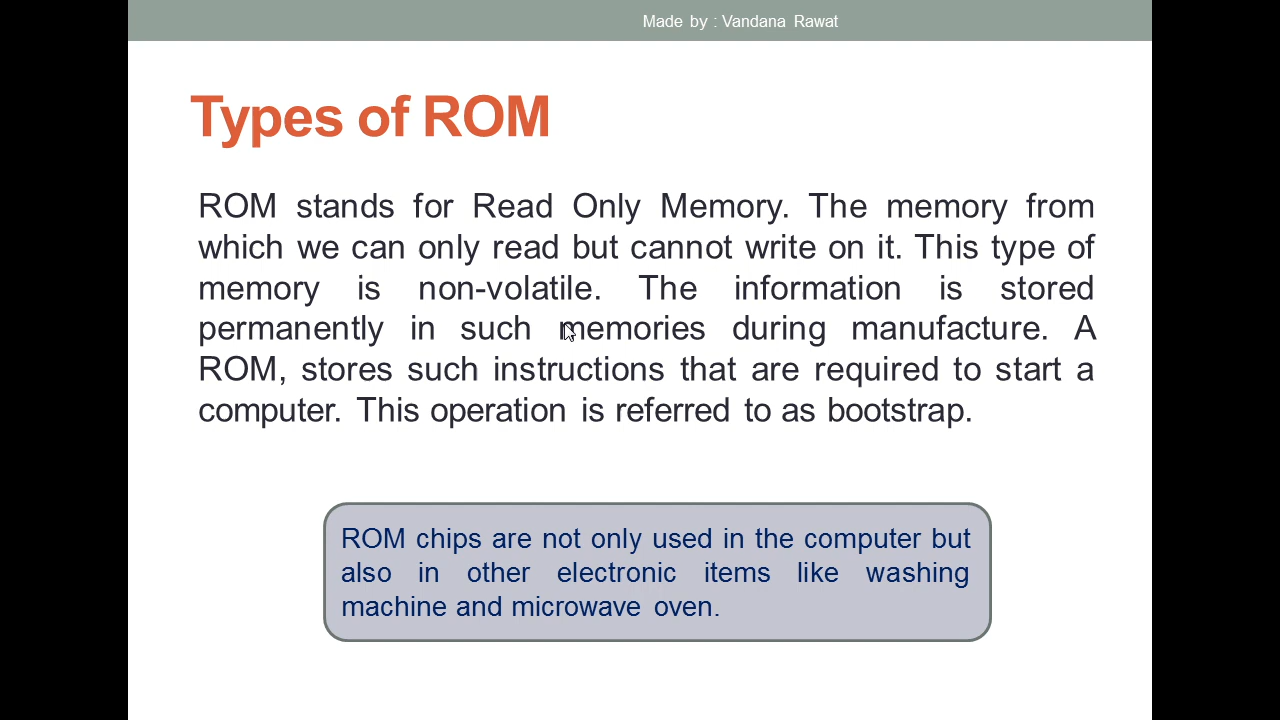 Made by : Vandana Rawat
Types of ROM
ROM stands for Read Only Memory. The memory from
which we can only read but cannot write on it. This type of
memory is non-volatile. The information is stored
permanently in such memories during manufacture. A
ROM, stores such instructions that are required to start a
computer. This operation is referred to as bootstrap.
ROM chips are not only used in the computer but
also in other electronic items like washing
machine and microwave oven.